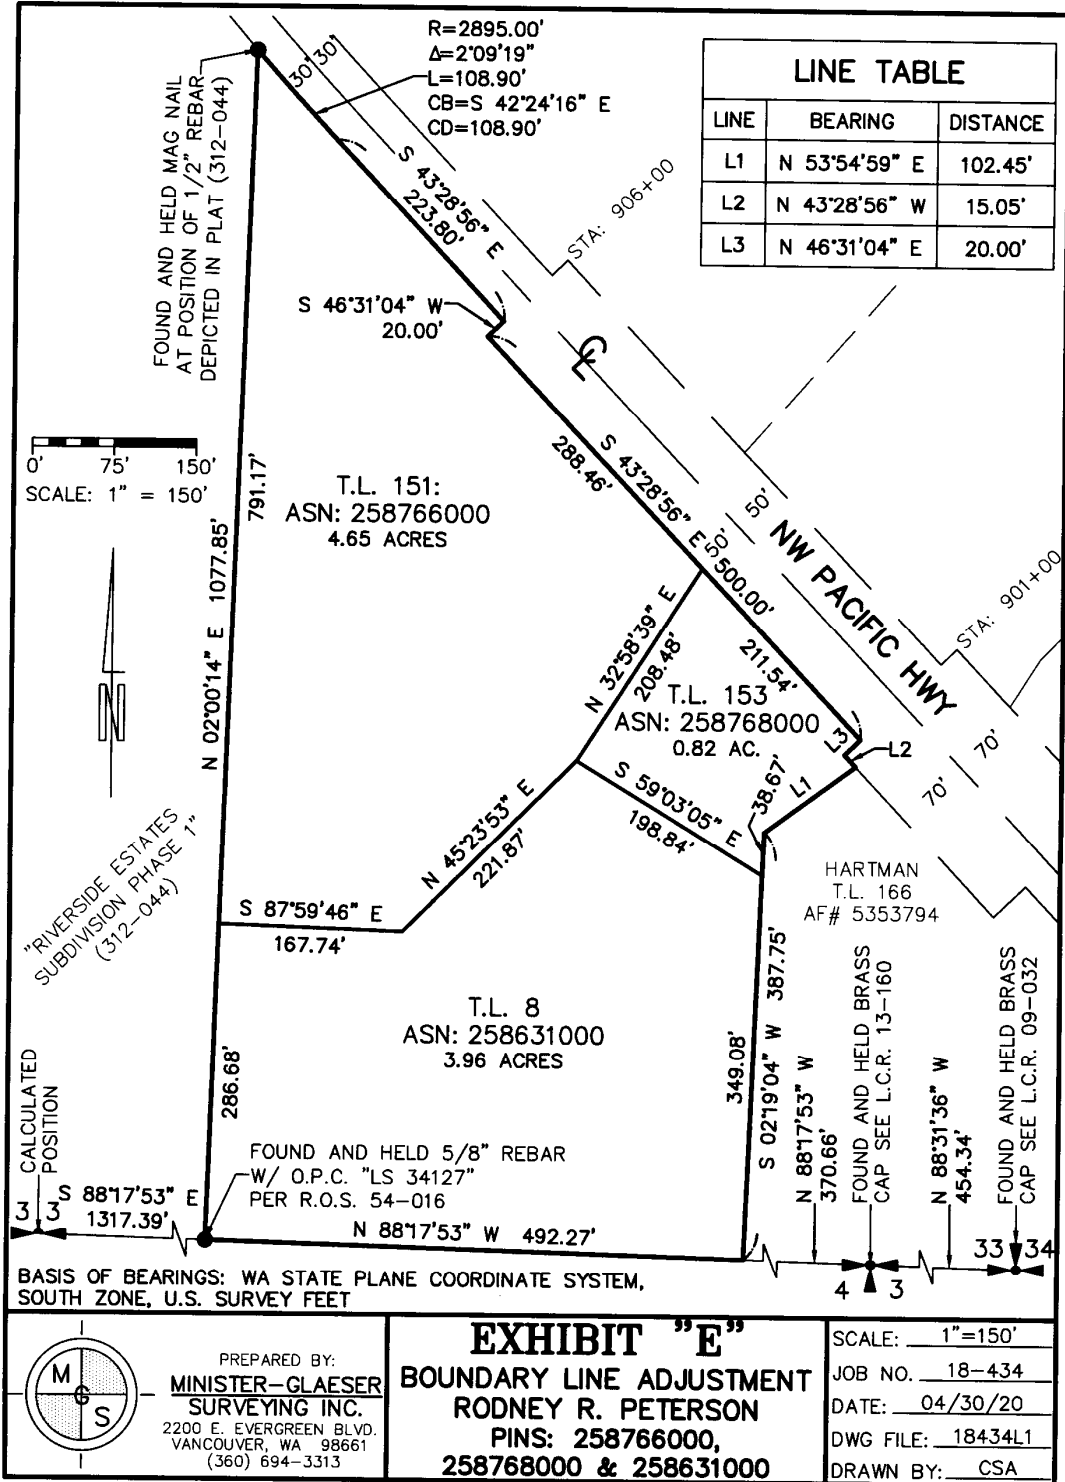 R=2895.00'
Δ=2°09'19"
L=108.90'
CB=S 42°24'16" E
CD=108.90'
30'
30'
FOUND AND HELD MAG NAIL
AT POSITION OF 1/2" REBAR
DEPICTED IN PLAT (312-044)
LINE TABLE
LINE BEARING DISTANCE
L1 N 53°54'59" E 102.45'
L2 N 43°28'56" W 15.05'
L3 N 46°31'04" E 20.00'
S 43°28'56" E
223.80'
STA: 906+00
S 46°31'04" W
20.00'
CL
0' 75' 150'
SCALE: 1" = 150'
N 02°00'14" E 1077.85'
791.17'
T.L. 151:
ASN: 258766000
4.65 ACRES
S 43°28'56" E 500.00'
288.46'
50'
50'
NW PACIFIC HWY
STA: 901+00
N 32°58'39" E
208.48'
211.54'
T.L. 153
ASN: 258768000
0.82 AC.
L3
L2
L1
70'
70'
38.67'
S 59°03'05" E
198.84'
N 45°23'53" E
221.87'
N
"RIVERSIDE ESTATES
SUBDIVISION PHASE 1"
(312-044)
S 87°59'46" E
167.74'
HARTMAN
T.L. 166
AF# 5353794
T.L. 8
ASN: 258631000
3.96 ACRES
286.68'
349.08'
S 02°19'04" W 387.75'
N 88°17'53" W
370.66'
FOUND AND HELD BRASS
CAP SEE L.C.R. 13-160
N 88°31'36" W
454.34'
FOUND AND HELD BRASS
CAP SEE L.C.R. 09-032
CALCULATED
POSITION
FOUND AND HELD 5/8" REBAR
W/ O.P.C. "LS 34127"
PER R.O.S. 54-016
3 3
S 88°17'53" E
1317.39'
N 88°17'53" W 492.27'
4 3
33 34
BASIS OF BEARINGS: WA STATE PLANE COORDINATE SYSTEM,
SOUTH ZONE, U.S. SURVEY FEET
M G S
PREPARED BY:
MINISTER-GLAESER
SURVEYING INC.
2200 E. EVERGREEN BLVD.
VANCOUVER, WA 98661
(360) 694-3313
EXHIBIT "E"
BOUNDARY LINE ADJUSTMENT
RODNEY R. PETERSON
PINS: 258766000,
258768000 & 258631000
SCALE: 1"=150'
JOB NO. 18-434
DATE: 04/30/20
DWG FILE: 18434L1
DRAWN BY: CSA